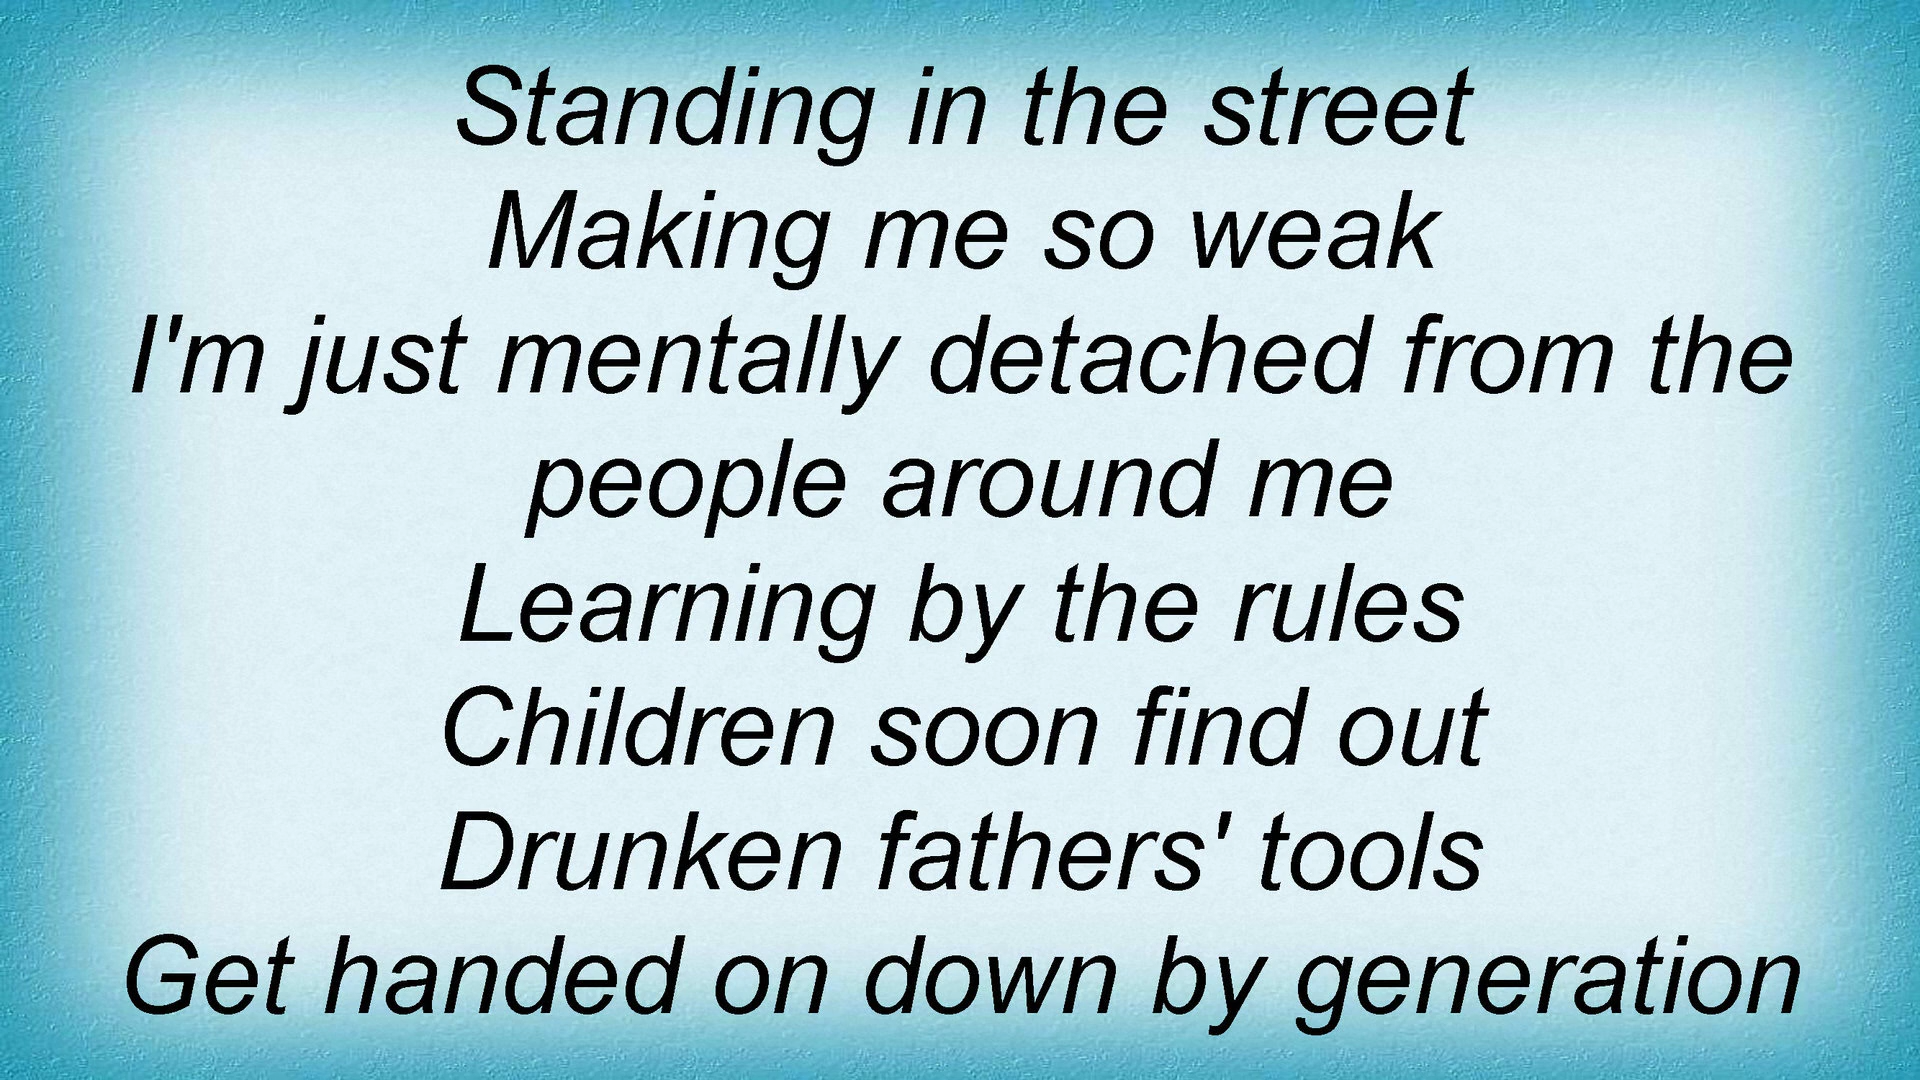 Standing in the street
Making me so weak
I'm just mentally detached from the
people around me
Learning by the rules
Children soon find out
Drunken fathers' tools
Get handed on down by generation